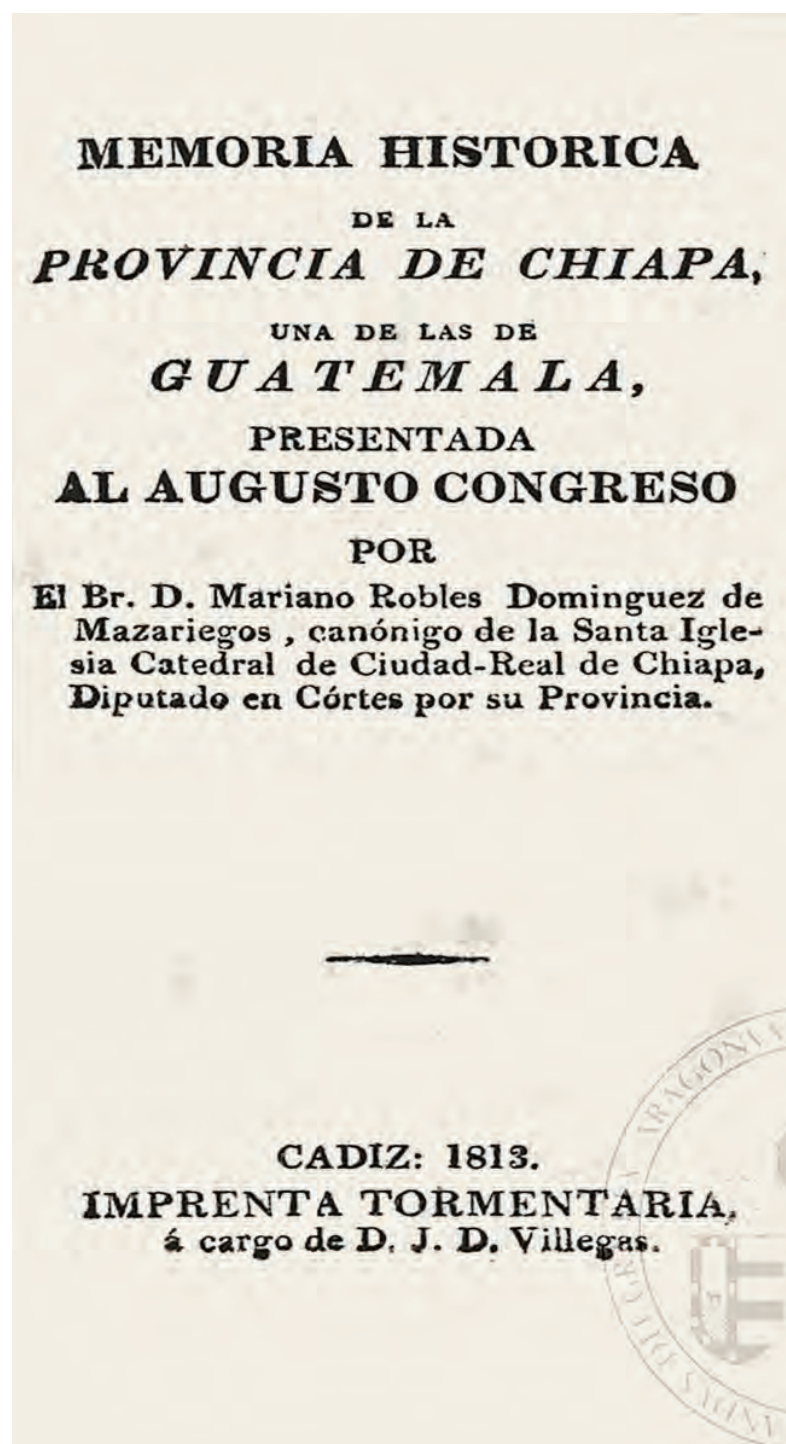 MEMORIA HISTORICA
DE LA
PROVINCIA DE CHIAPA,
UNA DE LAS DE
GUATEMALA,
PRESENTADA
AL AUGUSTO CONGRESO
POR
El Br. D. Mariano Robles Dominguez de
Mazariegos , canónigo de la Santa Igle-
sia Catedral de Ciudad-Real de Chiapa,
Diputado en Córtes por su Provincia.
CADIZ: 1813.
IMPRENTA TORMENTARIA,
á cargo de D. J. D. Villegas.